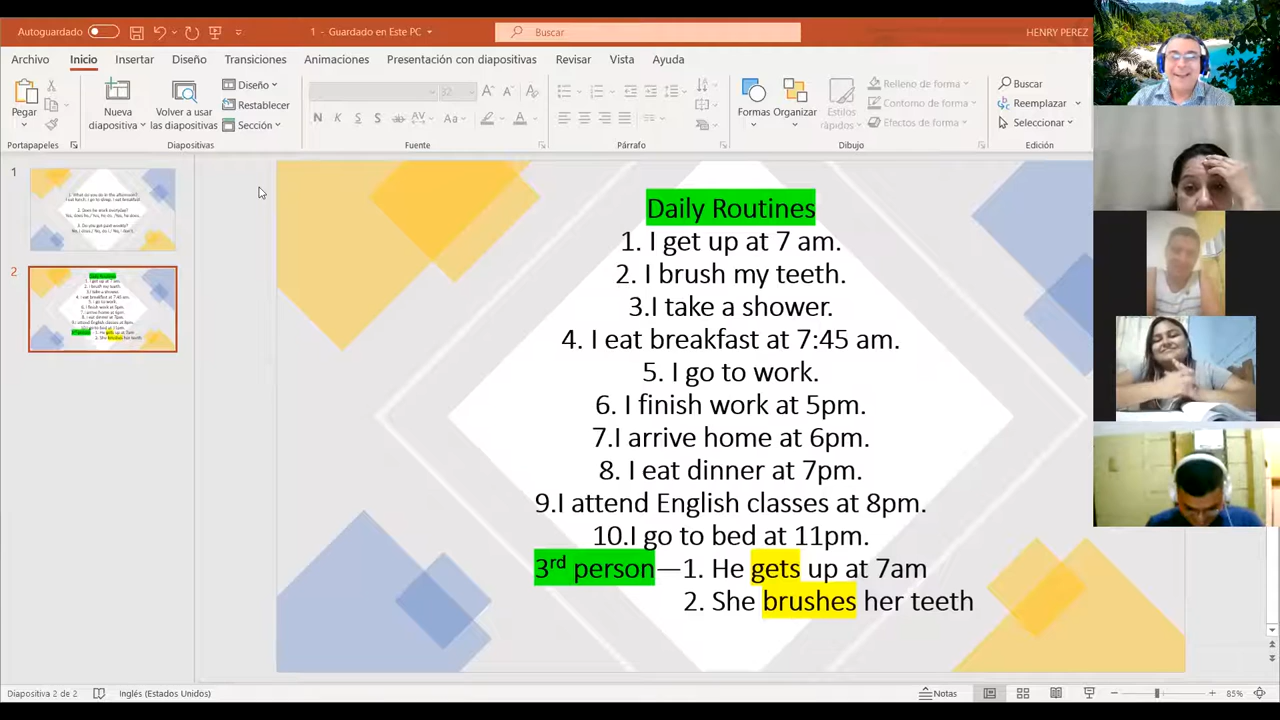 Autoguardado
1 - Guardado en Este PC
Buscar
HENRY PEREZ
Archivo Inicio Insertar Diseño Transiciones Animaciones Presentación con diapositivas Revisar Vista Ayuda
Pegar
Nueva diapositiva
Volver a usar las diapositivas
Diseño
Restablecer
Sección
32
N K S S ab AV Aa A
Formas
Organizar
Estilos rápidos
Relleno de forma
Contorno de forma
Efectos de forma
Buscar
Reemplazar
Seleccionar
Portapapeles Diapositivas Fuente Párrafo Dibujo Edición
1
2
Daily Routines
1. I get up at 7 am.
2. I brush my teeth.
3.I take a shower.
4. I eat breakfast at 7:45 am.
5. I go to work.
6. I finish work at 5pm.
7.I arrive home at 6pm.
8. I eat dinner at 7pm.
9.I attend English classes at 8pm.
10.I go to bed at 11pm.
3rd person—1. He gets up at 7am
2. She brushes her teeth
Diapositiva 2 de 2 Inglés (Estados Unidos) Notas 85%